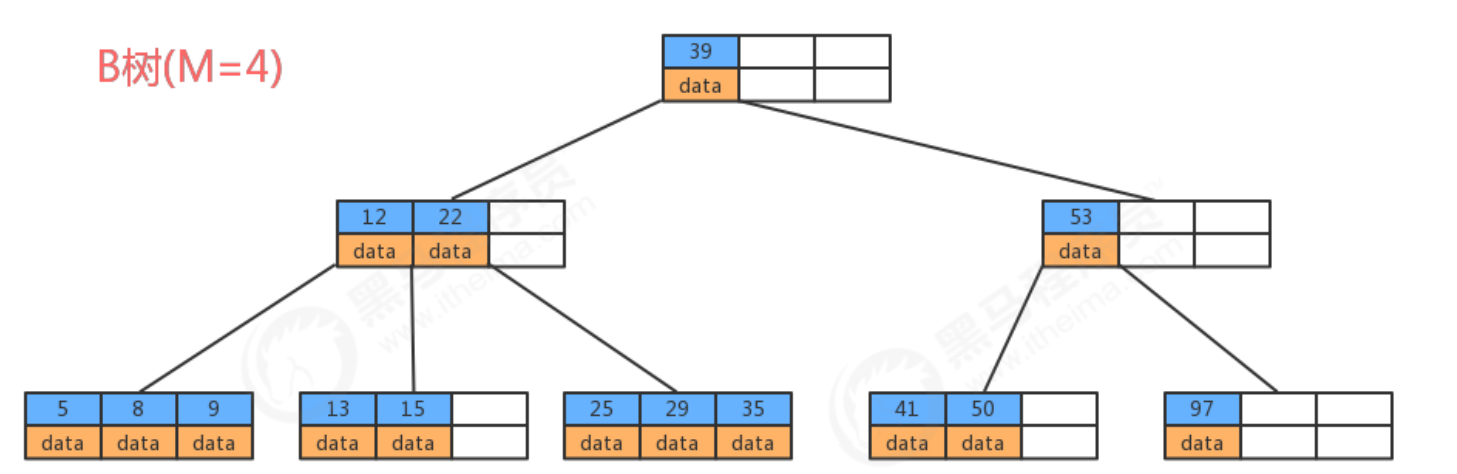 B树(M=4)
39
data
12 22
data data
53
data
5 8 9
data data data
13 15
data data
25 29 35
data data data
41 50
data data
97
data
黑马程序员
www.itheima.com
黑马程序员
www.itheima.com